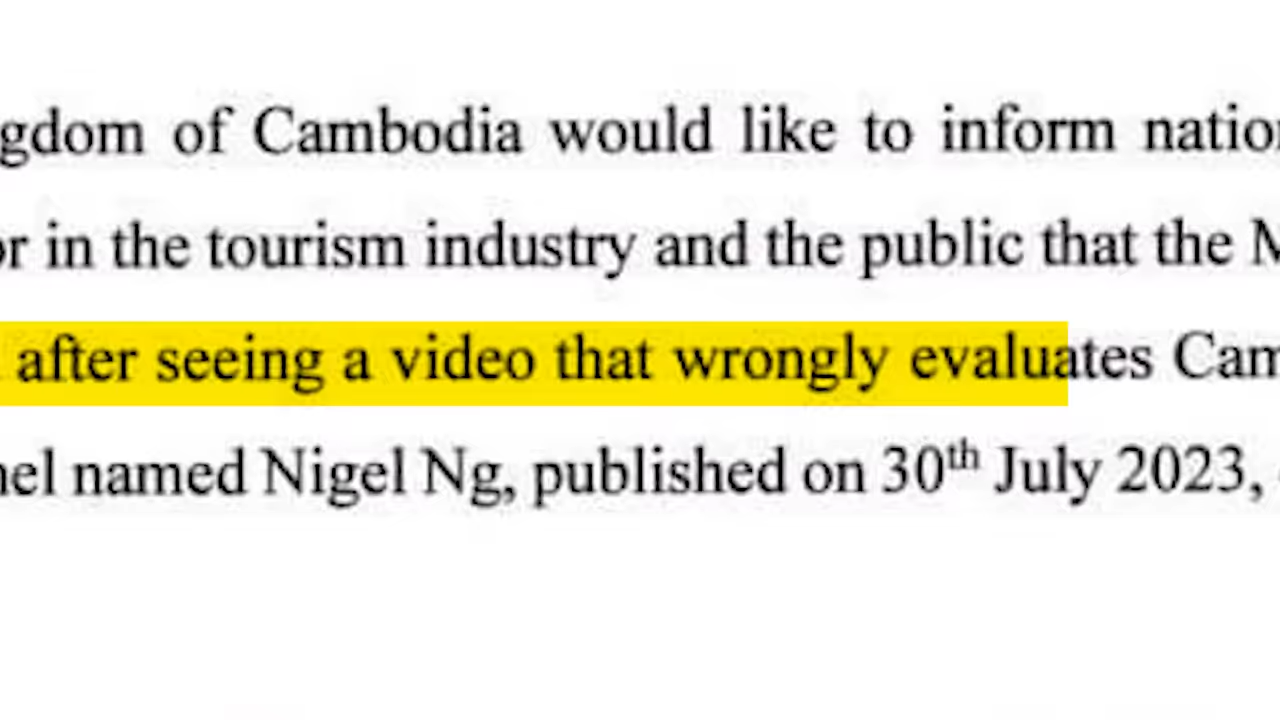 gdom of Cambodia would like to inform natio
or in the tourism industry and the public that the M
after seeing a video that wrongly evaluates Cam
nel named Nigel Ng, published on 30th July 2023,